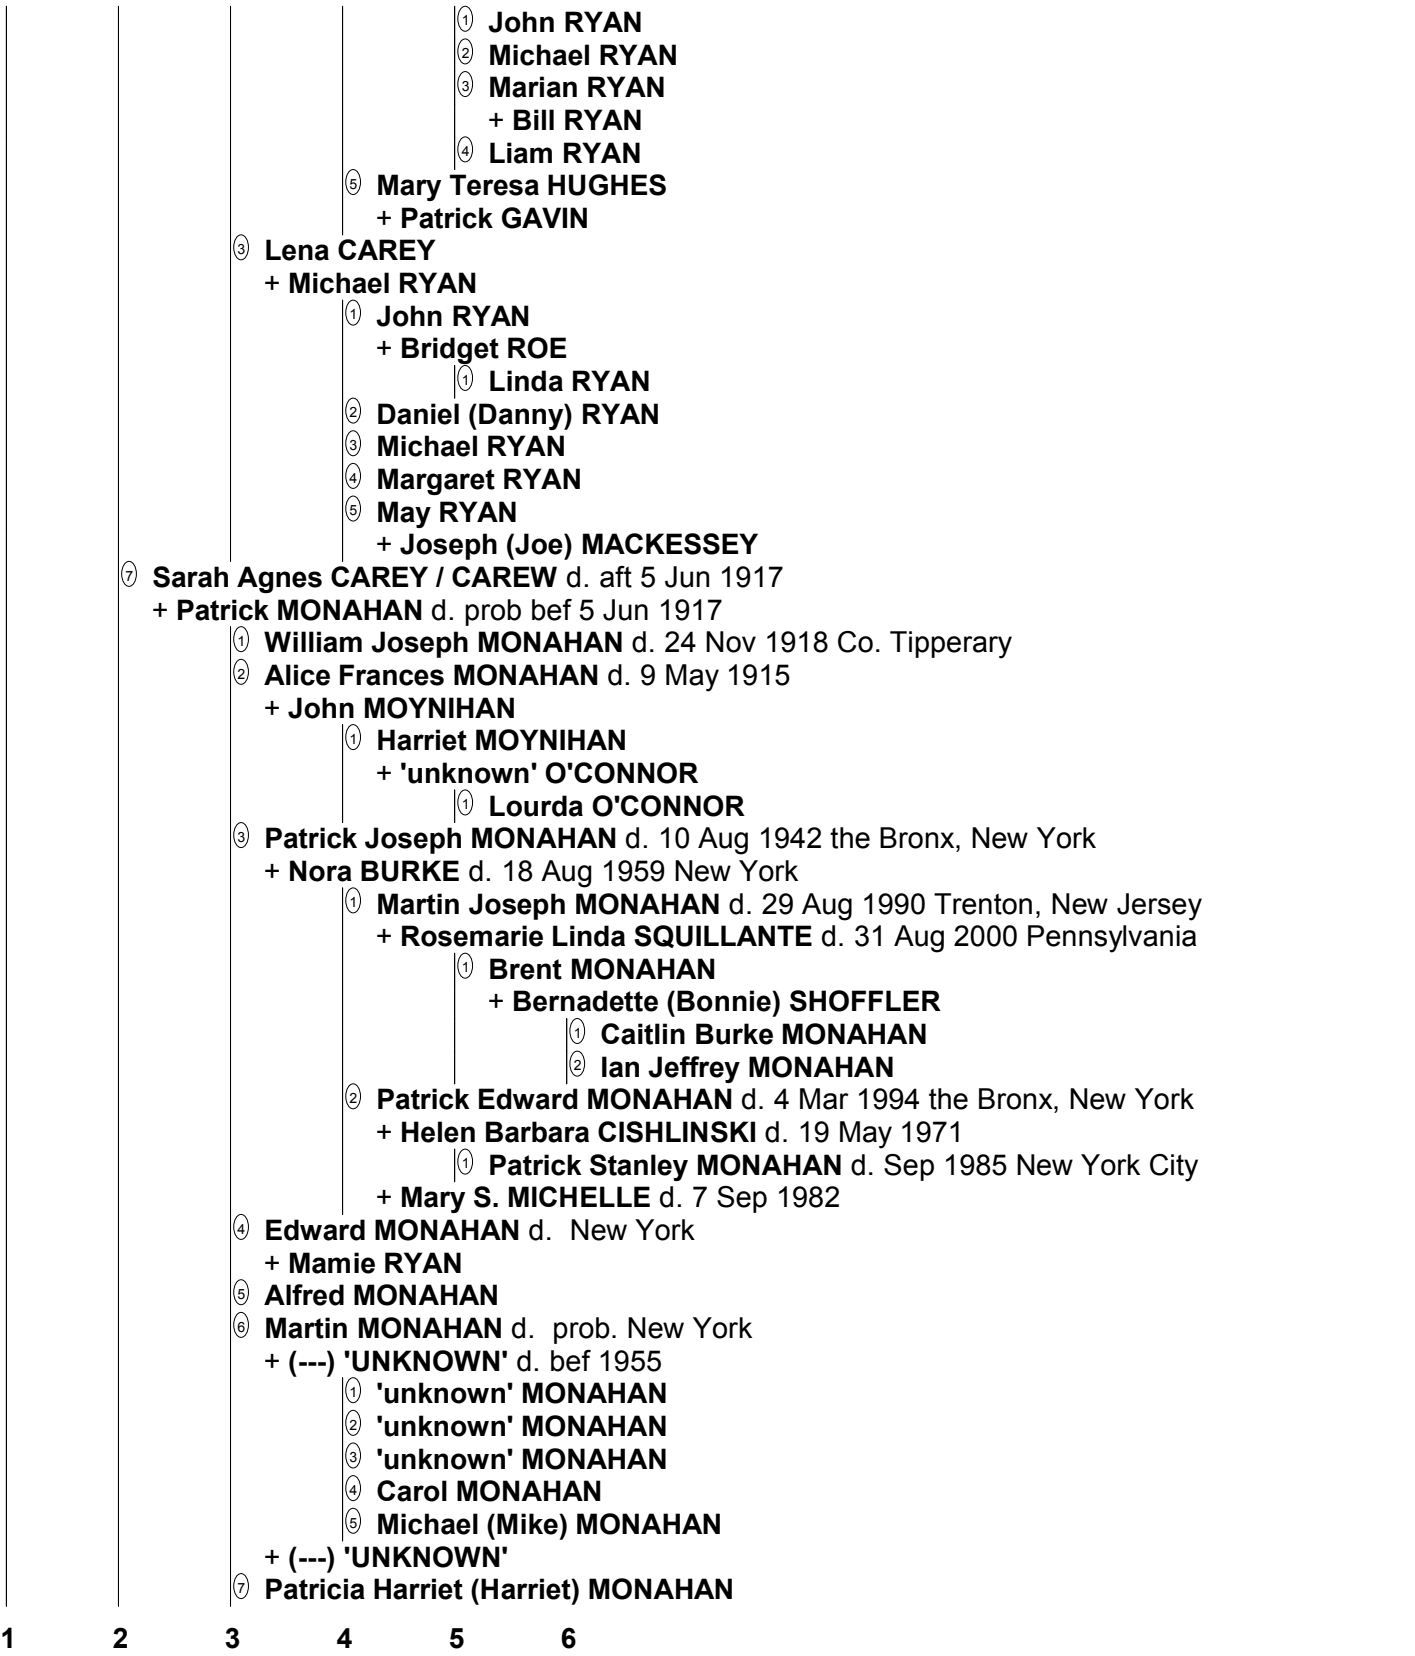 ① John RYAN
② Michael RYAN
③ Marian RYAN
+ Bill RYAN
④ Liam RYAN
⑤ Mary Teresa HUGHES
+ Patrick GAVIN
③ Lena CAREY
+ Michael RYAN
① John RYAN
+ Bridget ROE
① Linda RYAN
② Daniel (Danny) RYAN
③ Michael RYAN
④ Margaret RYAN
⑤ May RYAN
+ Joseph (Joe) MACKESSEY
⑦ Sarah Agnes CAREY / CAREW d. aft 5 Jun 1917
+ Patrick MONAHAN d. prob bef 5 Jun 1917
① William Joseph MONAHAN d. 24 Nov 1918 Co. Tipperary
② Alice Frances MONAHAN d. 9 May 1915
+ John MOYNIHAN
① Harriet MOYNIHAN
+ 'unknown' O'CONNOR
① Lourda O'CONNOR
③ Patrick Joseph MONAHAN d. 10 Aug 1942 the Bronx, New York
+ Nora BURKE d. 18 Aug 1959 New York
① Martin Joseph MONAHAN d. 29 Aug 1990 Trenton, New Jersey
+ Rosemarie Linda SQUILLANTE d. 31 Aug 2000 Pennsylvania
① Brent MONAHAN
+ Bernadette (Bonnie) SHOFFLER
① Caitlin Burke MONAHAN
② Ian Jeffrey MONAHAN
② Patrick Edward MONAHAN d. 4 Mar 1994 the Bronx, New York
+ Helen Barbara CISHLINSKI d. 19 May 1971
① Patrick Stanley MONAHAN d. Sep 1985 New York City
+ Mary S. MICHELLE d. 7 Sep 1982
④ Edward MONAHAN d. New York
+ Mamie RYAN
⑤ Alfred MONAHAN
⑥ Martin MONAHAN d. prob. New York
+ (---) 'UNKNOWN' d. bef 1955
① 'unknown' MONAHAN
② 'unknown' MONAHAN
③ 'unknown' MONAHAN
④ Carol MONAHAN
⑤ Michael (Mike) MONAHAN
+ (---) 'UNKNOWN'
⑦ Patricia Harriet (Harriet) MONAHAN
1 2 3 4 5 6